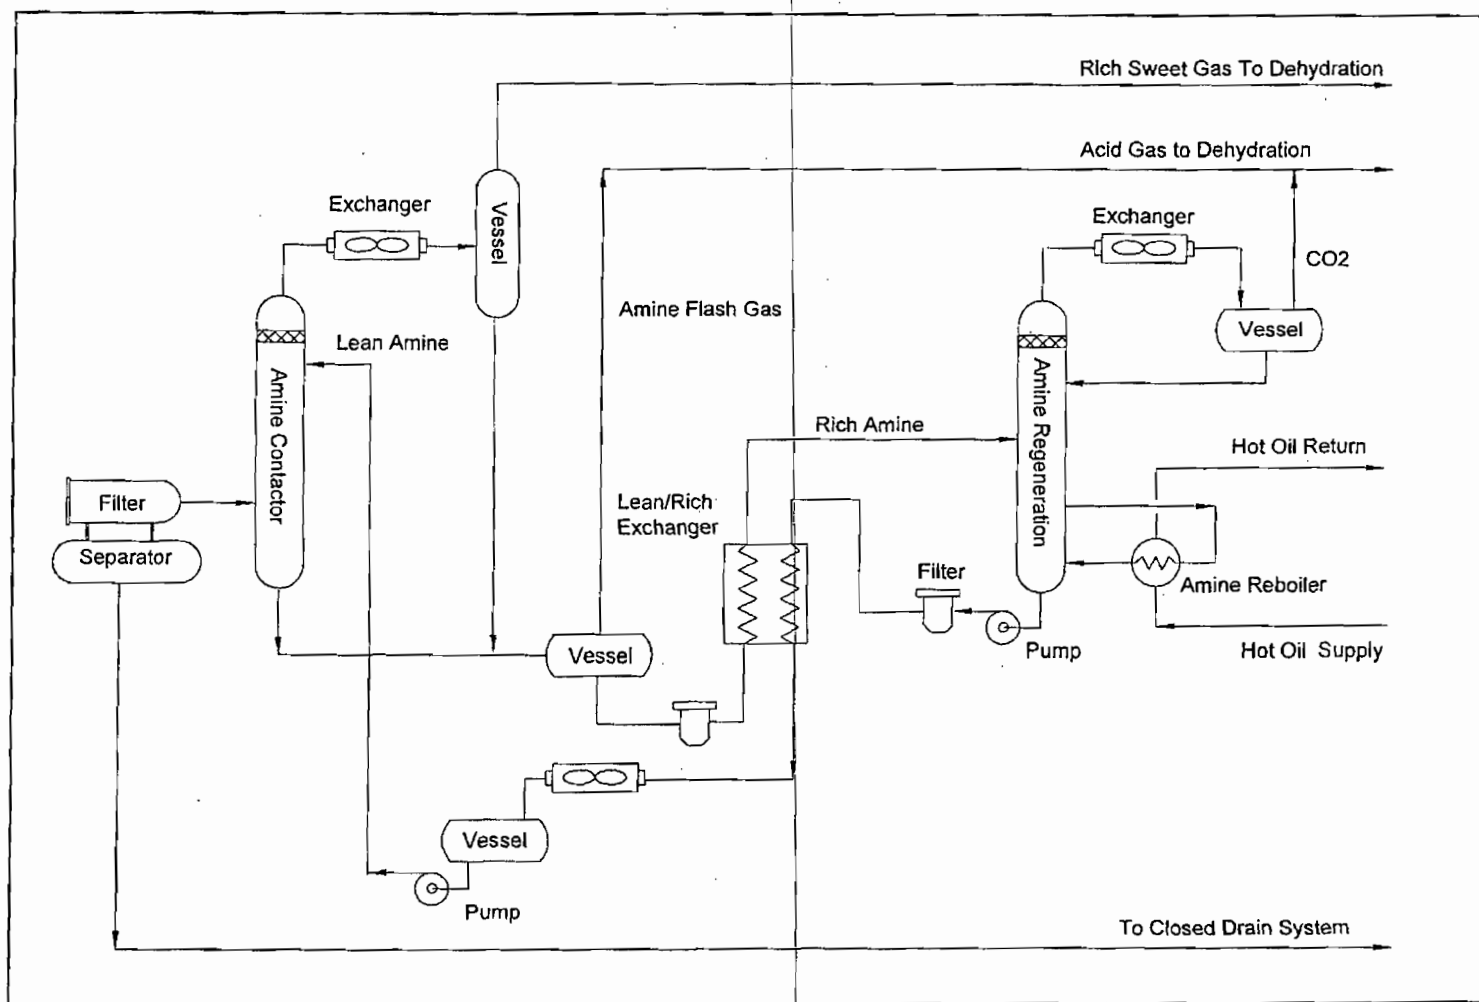 Rich Sweet Gas To Dehydration
Acid Gas to Dehydration
Exchanger
Vessel
Exchanger
CO2
Amine Flash Gas
Vessel
Lean Amine
Amine Contactor
Amine Regeneration
Rich Amine
Hot Oil Return
Filter
Lean/Rich
Exchanger
Separator
Filter
Amine Reboiler
Vessel
Pump
Hot Oil Supply
Vessel
Pump
To Closed Drain System